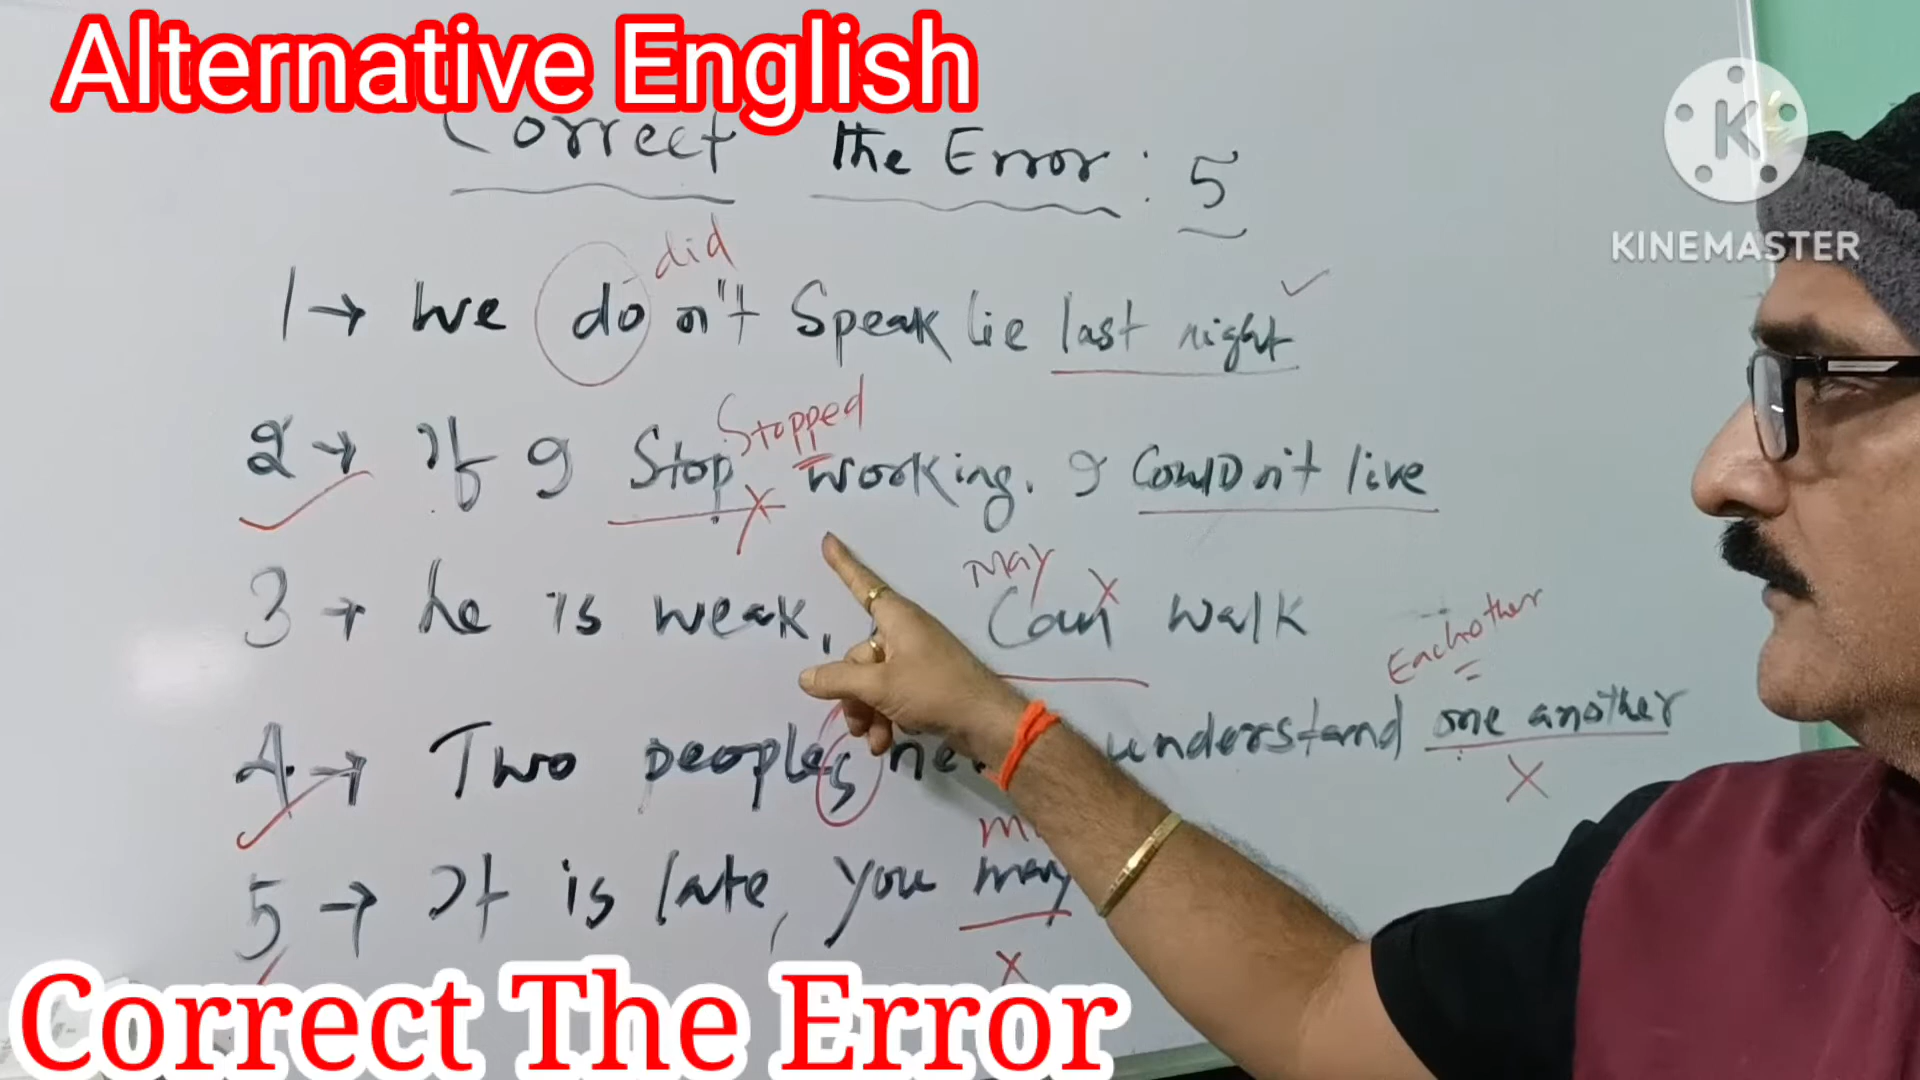 Alternative English
Correct the Error: 5
did
1→ we don't Speak lie last night
Stopped
2→ If I Stop working. I couldn't live
May
3→ he is weak, Can walk
Each other
4→ Two peoples understand one another
5→ It is late, you may
Correct The Error
K
KINEMASTER